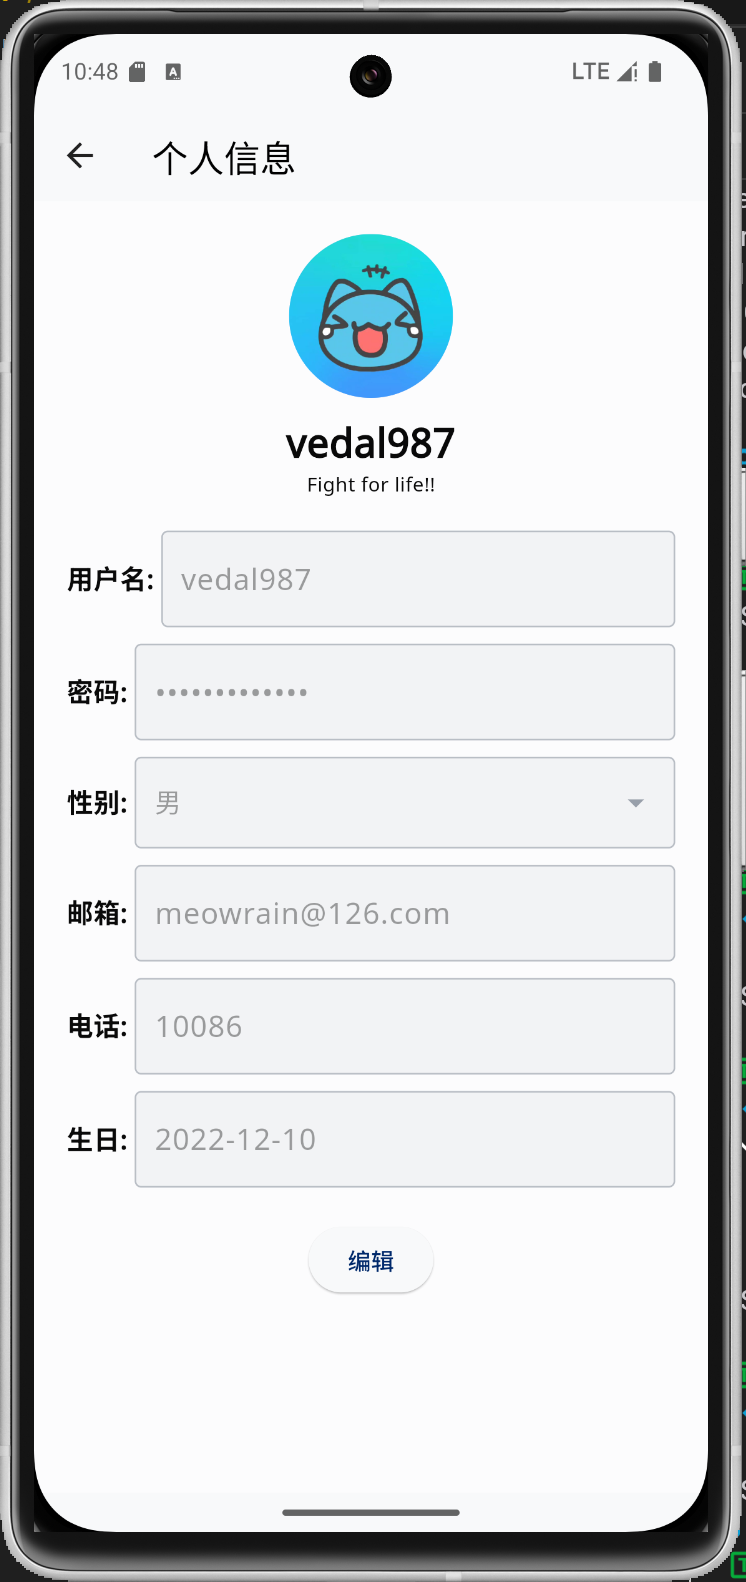 10:48 A LTE
个人信息
vedal987
Fight for life!!
用户名: vedal987
密码: •••••••••••••
性别: 男
邮箱: meowrain@126.com
电话: 10086
生日: 2022-12-10
编辑